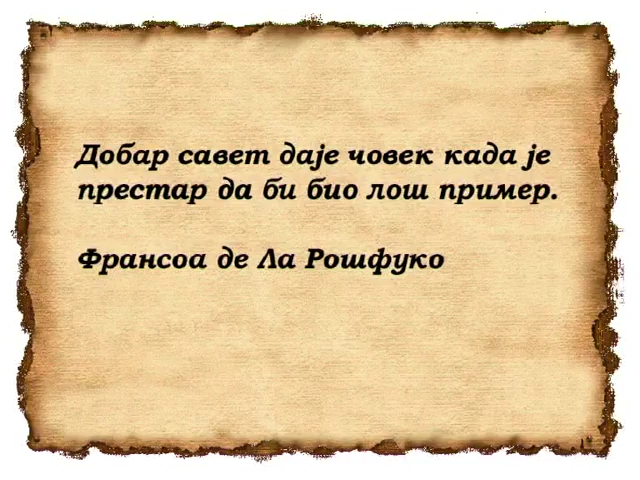 Добар савет даје човек када је
престар да би био лош пример.
Франсоа де Ла Рошфуко